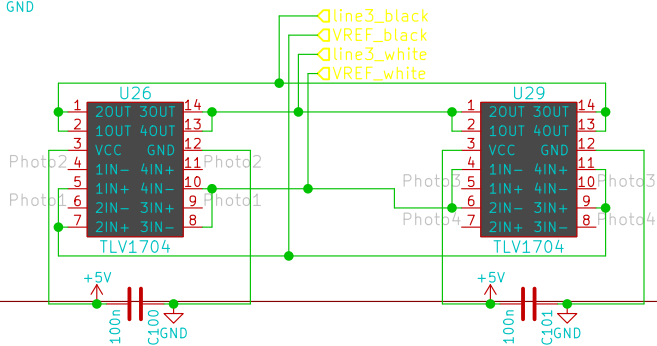 GND
line3_black
VREF_black
line3_white
VREF_white
U26
1 2OUT 3OUT 14
2 1OUT 4OUT 13
3 VCC GND 12
Photo2 4 1IN- 4IN+ 11 Photo2
5 1IN+ 4IN- 10
Photo1 6 2IN- 3IN+ 9 Photo1
7 2IN+ 3IN- 8
TLV1704
U29
1 2OUT 3OUT 14
2 1OUT 4OUT 13
3 VCC GND 12
4 1IN- 4IN+ 11
Photo3 5 1IN+ 4IN- 10 Photo3
6 2IN- 3IN+ 9
Photo4 7 2IN+ 3IN- 8 Photo4
TLV1704
+5V
100n
C100
GND
+5V
100n
C101
GND